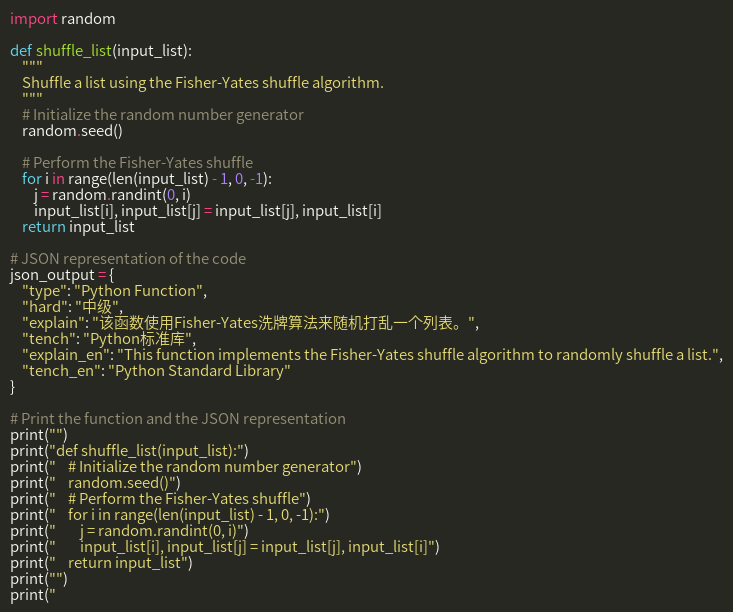 import random

def shuffle_list(input_list):
    """
    Shuffle a list using the Fisher-Yates shuffle algorithm.
    """
    # Initialize the random number generator
    random.seed()

    # Perform the Fisher-Yates shuffle
    for i in range(len(input_list) - 1, 0, -1):
        j = random.randint(0, i)
        input_list[i], input_list[j] = input_list[j], input_list[i]
    return input_list

# JSON representation of the code
json_output = {
    "type": "Python Function",
    "hard": "中级",
    "explain": "该函数使用Fisher-Yates洗牌算法来随机打乱一个列表。",
    "tench": "Python标准库",
    "explain_en": "This function implements the Fisher-Yates shuffle algorithm to randomly shuffle a list.",
    "tench_en": "Python Standard Library"
}

# Print the function and the JSON representation
print("")
print("def shuffle_list(input_list):")
print("    # Initialize the random number generator")
print("    random.seed()")
print("    # Perform the Fisher-Yates shuffle")
print("    for i in range(len(input_list) - 1, 0, -1):")
print("        j = random.randint(0, i)")
print("        input_list[i], input_list[j] = input_list[j], input_list[i]")
print("    return input_list")
print("")
print("